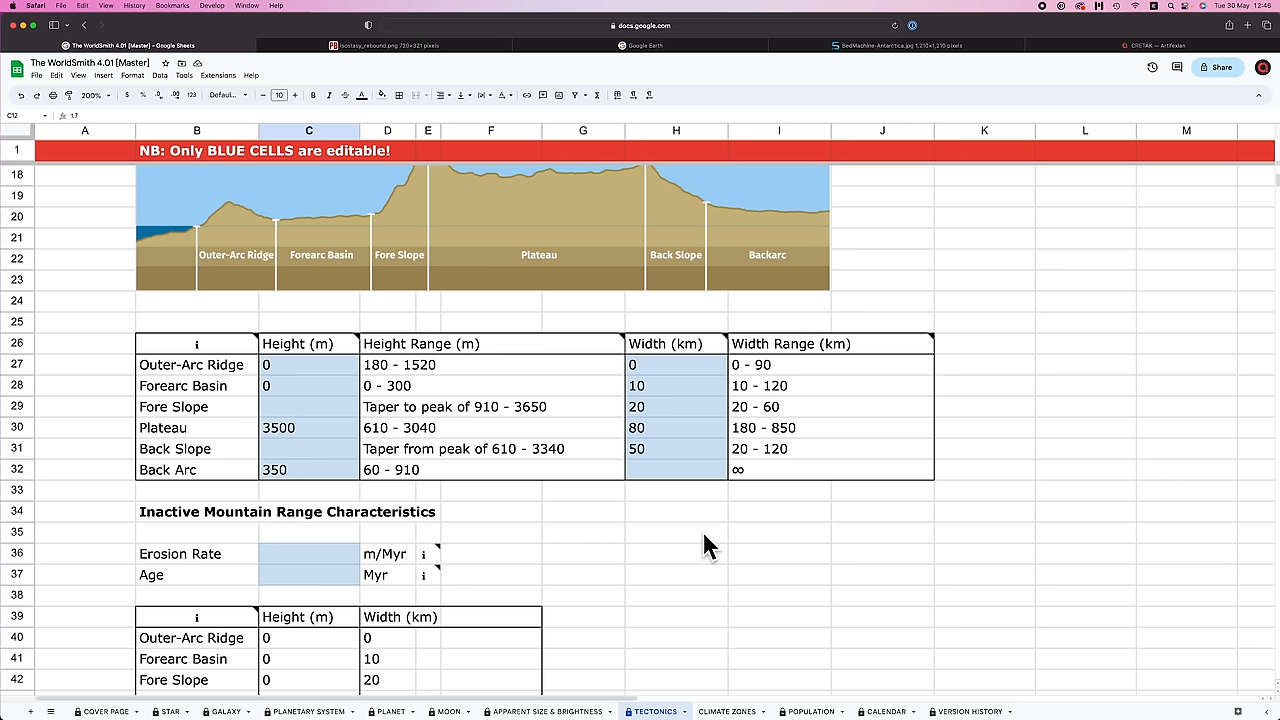 Safari File Edit View History Bookmarks Develop Window Help Tue 30 May 12:46
docs.google.com
The WorldSmith 4.01 [Master] - Google Sheets isostasy_rebound.png 720×321 pixels Google Earth BedMachine-Antarctica.jpg 1,210×1,210 pixels CRETAK — Artifexian
The WorldSmith 4.01 [Master]
File Edit View Insert Format Data Tools Extensions Help Share
200% $ % .0 .00 123 Defaul... 10 B I A
C12 fx 1.7
A B C D E F G H I J K L M
1 NB: Only BLUE CELLS are editable!
18
19
20
21
22 Outer-Arc Ridge Forearc Basin Fore Slope Plateau Back Slope Backarc
23
24
25
26 i Height (m) Height Range (m) Width (km) Width Range (km)
27 Outer-Arc Ridge 0 180 - 1520 0 0 - 90
28 Forearc Basin 0 0 - 300 10 10 - 120
29 Fore Slope Taper to peak of 910 - 3650 20 20 - 60
30 Plateau 3500 610 - 3040 80 180 - 850
31 Back Slope Taper from peak of 610 - 3340 50 20 - 120
32 Back Arc 350 60 - 910 ∞
33
34 Inactive Mountain Range Characteristics
35
36 Erosion Rate m/Myr i
37 Age Myr i
38
39 i Height (m) Width (km)
40 Outer-Arc Ridge 0 0
41 Forearc Basin 0 10
42 Fore Slope 0 20
COVER PAGE STAR GALAXY PLANETARY SYSTEM PLANET MOON APPARENT SIZE & BRIGHTNESS TECTONICS CLIMATE ZONES POPULATION CALENDAR VERSION HISTORY